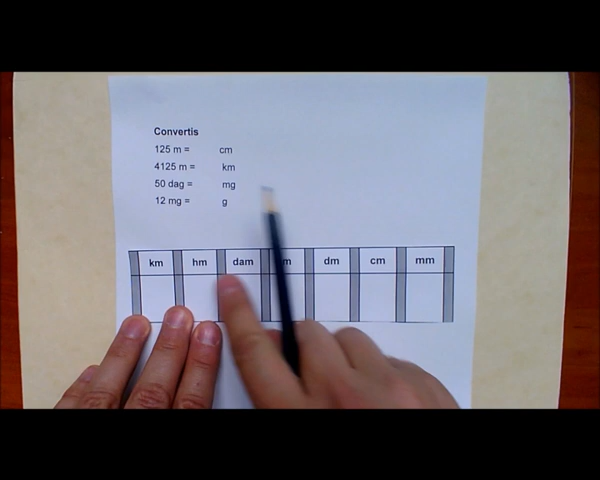 Convertis
125 m = cm
4125 m = km
50 dag = mg
12 mg = g
km hm dam m dm cm mm